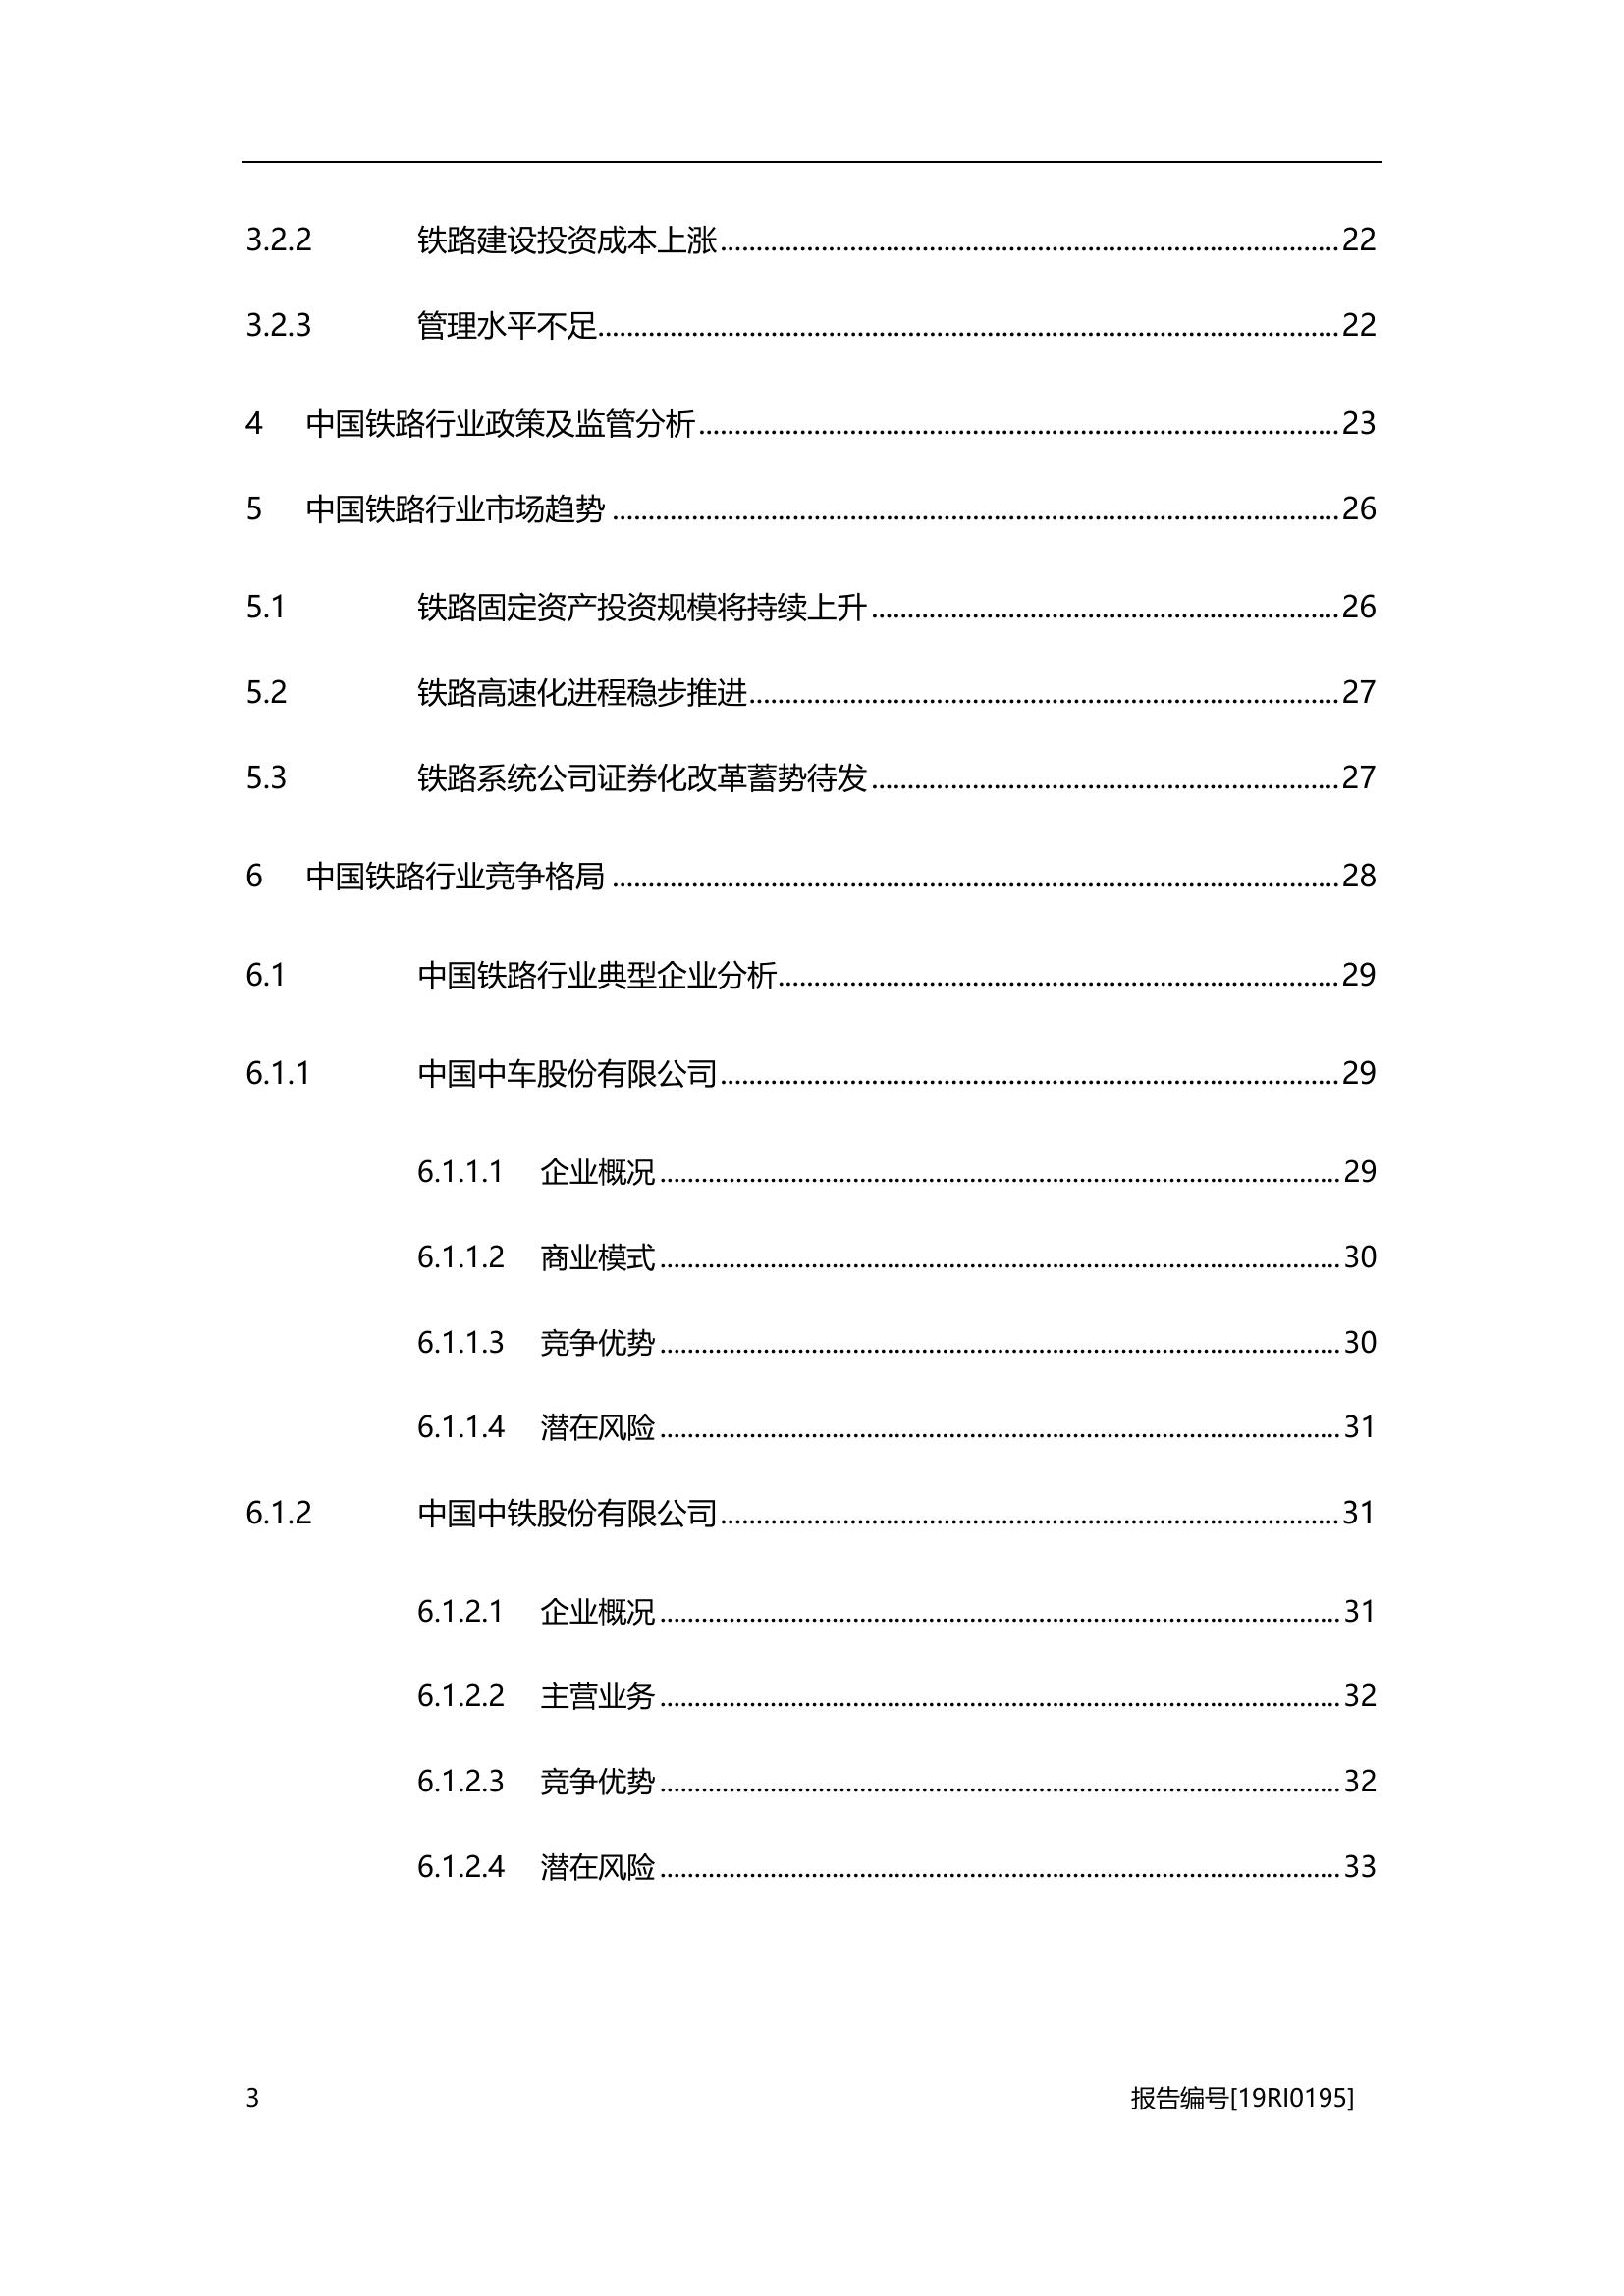 3.2.2 铁路建设投资成本上涨........................................22
3.2.3 管理水平不足........................................22
4 中国铁路行业政策及监管分析........................................23
5 中国铁路行业市场趋势........................................26
5.1 铁路固定资产投资规模将持续上升........................................26
5.2 铁路高速化进程稳步推进........................................27
5.3 铁路系统公司证券化改革蓄势待发........................................27
6 中国铁路行业竞争格局........................................28
6.1 中国铁路行业典型企业分析........................................29
6.1.1 中国中车股份有限公司........................................29
6.1.1.1 企业概况........................................29
6.1.1.2 商业模式........................................30
6.1.1.3 竞争优势........................................30
6.1.1.4 潜在风险........................................31
6.1.2 中国中铁股份有限公司........................................31
6.1.2.1 企业概况........................................31
6.1.2.2 主营业务........................................32
6.1.2.3 竞争优势........................................32
6.1.2.4 潜在风险........................................33
3 报告编号[19RI0195]